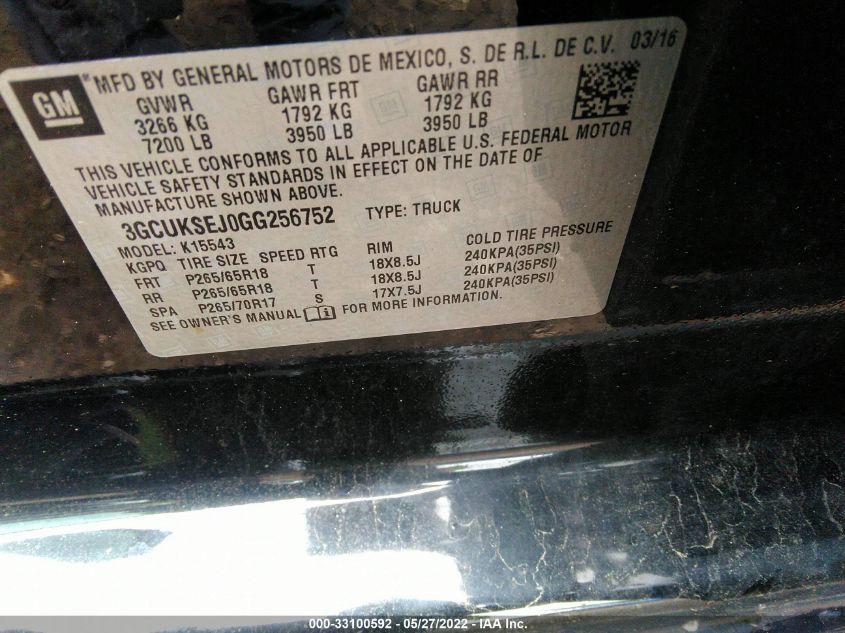 GM
MFD BY GENERAL MOTORS DE MEXICO, S. DE R.L. DE C.V. 03/16
GVWR GAWR FRT GAWR RR
3266 KG 1792 KG 1792 KG
7200 LB 3950 LB 3950 LB
THIS VEHICLE CONFORMS TO ALL APPLICABLE U.S. FEDERAL MOTOR
VEHICLE SAFETY STANDARDS IN EFFECT ON THE DATE OF
MANUFACTURE SHOWN ABOVE.
3GCUKSEJ0GG256752 TYPE: TRUCK
MODEL: K15543
KGPQ TIRE SIZE SPEED RTG RIM COLD TIRE PRESSURE
FRT P265/65R18 T 18X8.5J 240KPA(35PSI)
RR P265/65R18 T 18X8.5J 240KPA(35PSI)
SPA P265/70R17 S 17X7.5J 240KPA(35PSI)
SEE OWNER'S MANUAL FOR MORE INFORMATION.
000-33100592 - 05/27/2022 - IAA Inc.